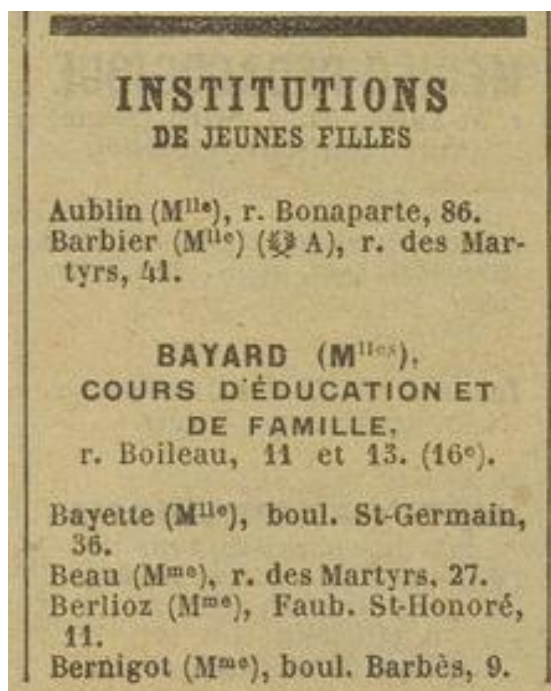 INSTITUTIONS
DE JEUNES FILLES
Aublin (Mlle), r. Bonaparte, 86.
Barbier (Mlle) (A), r. des Mar-
tyrs, 41.
BAYARD (Mlles),
COURS D'ÉDUCATION ET
DE FAMILLE,
r. Boileau, 11 et 13. (16e).
Bayette (Mlle), boul. St-Germain,
36.
Beau (Mme), r. des Martyrs, 27.
Berlioz (Mme), Faub. St-Honoré,
11.
Bernigot (Mme), boul. Barbès, 9.